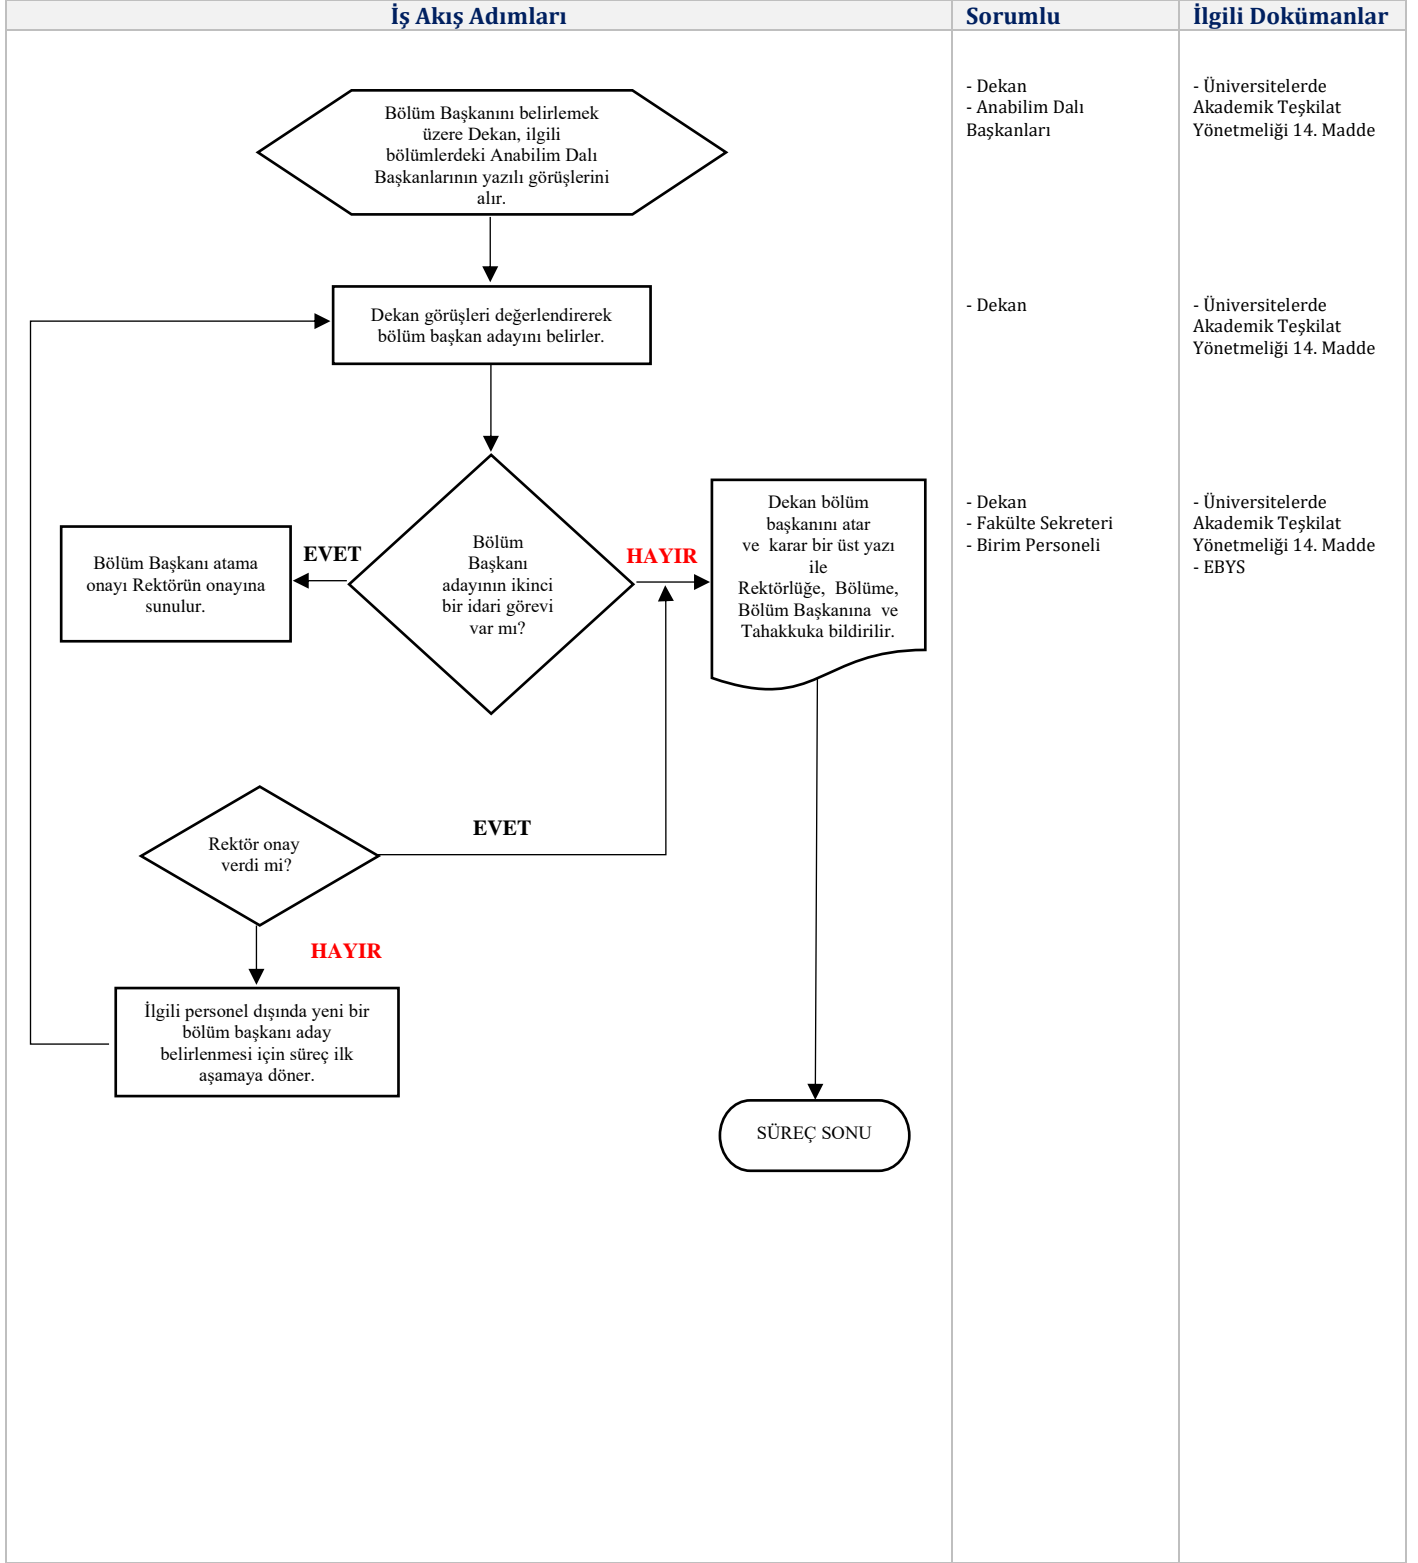 İş Akış Adımları
Sorumlu
İlgili Dokümanlar
Bölüm Başkanını belirlemek
üzere Dekan, ilgili
bölümlerdeki Anabilim Dalı
Başkanlarının yazılı görüşlerini
alır.
- Dekan
- Anabilim Dalı
Başkanları
- Üniversitelerde
Akademik Teşkilat
Yönetmeliği 14. Madde
Dekan görüşleri değerlendirerek
bölüm başkan adayını belirler.
- Dekan
- Üniversitelerde
Akademik Teşkilat
Yönetmeliği 14. Madde
Bölüm Başkanı atama
onayı Rektörün onayına
sunulur.
EVET
Bölüm
Başkanı
adayının ikinci
bir idari görevi
var mı?
HAYIR
Dekan bölüm
başkanını atar
ve karar bir üst yazı
ile
Rektörlüğe, Bölüme,
Bölüm Başkanına ve
Tahakkuka bildirilir.
- Dekan
- Fakülte Sekreteri
- Birim Personeli
- Üniversitelerde
Akademik Teşkilat
Yönetmeliği 14. Madde
- EBYS
Rektör onay
verdi mi?
EVET
HAYIR
İlgili personel dışında yeni bir
bölüm başkanı aday
belirlenmesi için süreç ilk
aşamaya döner.
SÜREÇ SONU